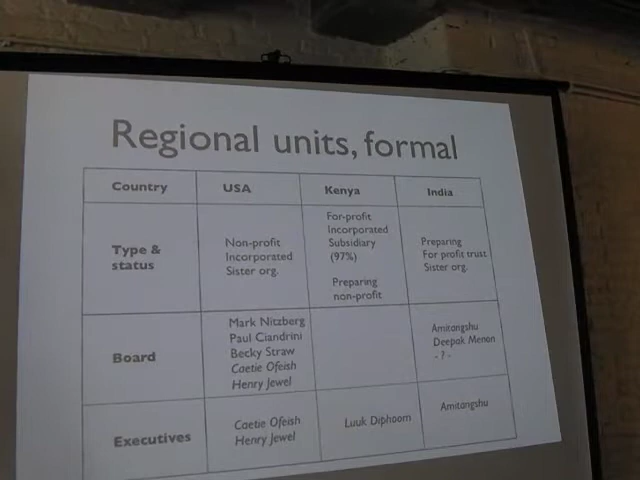 Regional units, formal
Country USA Kenya India
Type &
status
Non-profit
Incorporated
Sister org.
For-profit
Incorporated
Subsidiary
(97%)
Preparing
non-profit
Preparing
For profit trust
Sister org.
Board
Mark Nitzberg
Paul Ciandrini
Becky Straw
Caetie Ofeish
Henry Jewel
Amitangshu
Deepak Menon
- ? -
Executives
Caetie Ofeish
Henry Jewel
Luuk Diphoorn
Amitangshu